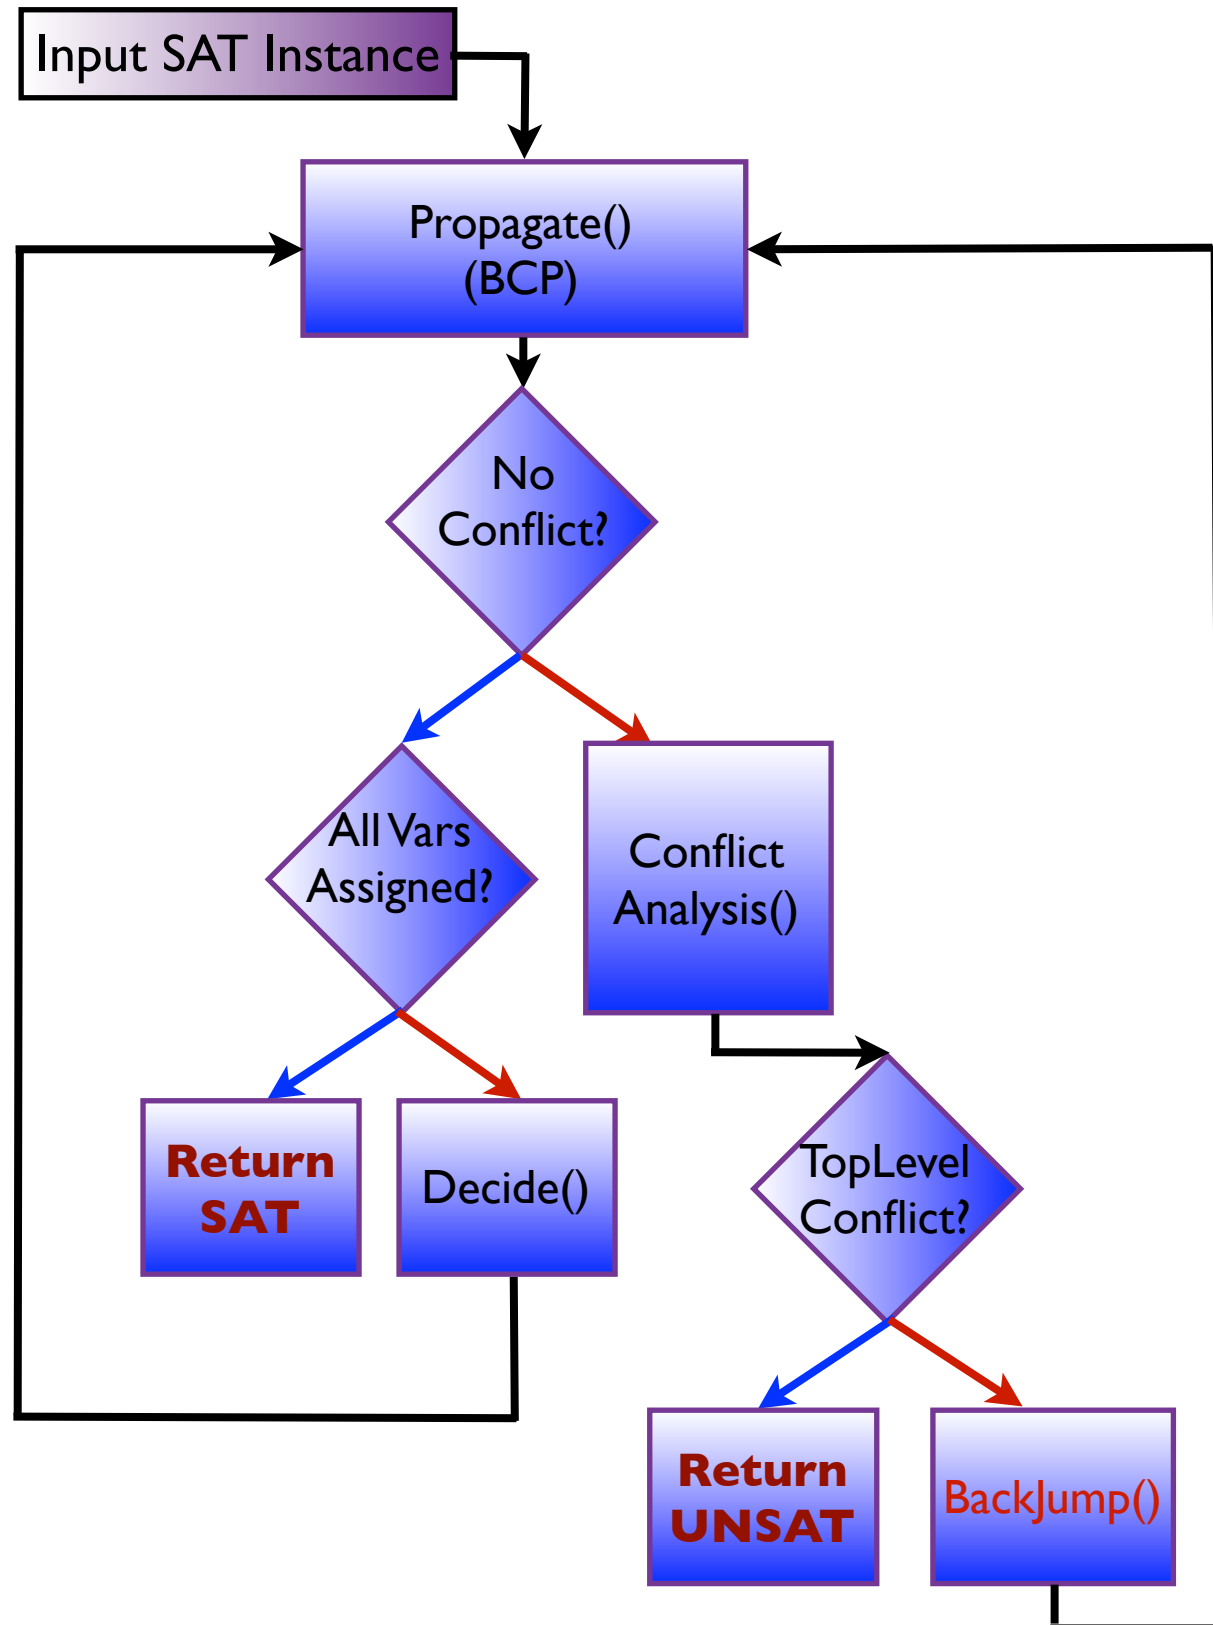 Input SAT Instance
Propagate()
(BCP)
No
Conflict?
All Vars
Assigned?
Conflict
Analysis()
Return
SAT
Decide()
TopLevel
Conflict?
Return
UNSAT
BackJump()